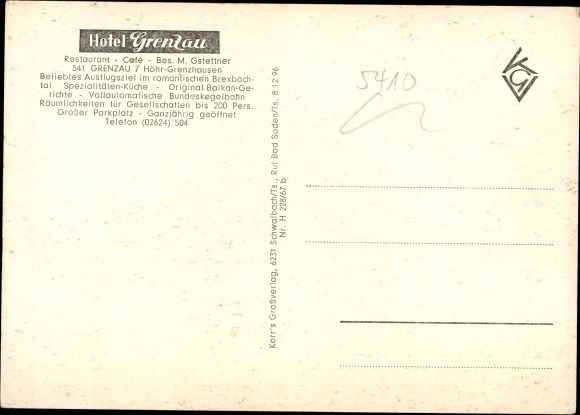 Hotel Grenzau
Restaurant - Café - Bes. M. Gstettner
541 GRENZAU / Höhr-Grenzhausen
Beliebtes Ausflugsziel im romantischen Brexbach-
tal. Spezialitäten-Küche - Original-Balkan-Ge-
richte - Vollautomatische Bundeskegelbahn
Räumlichkeiten für Gesellschaften bis 200 Pers.
Großer Parkplatz - Ganzjährig geöffnet
Telefon (02624) 504
Korr's Großverlag, 6231 Schwalbach/Ts., Ruf Bad Soden/Ts. 8 12 96
Nr. H 228/67 b
5410
KGV